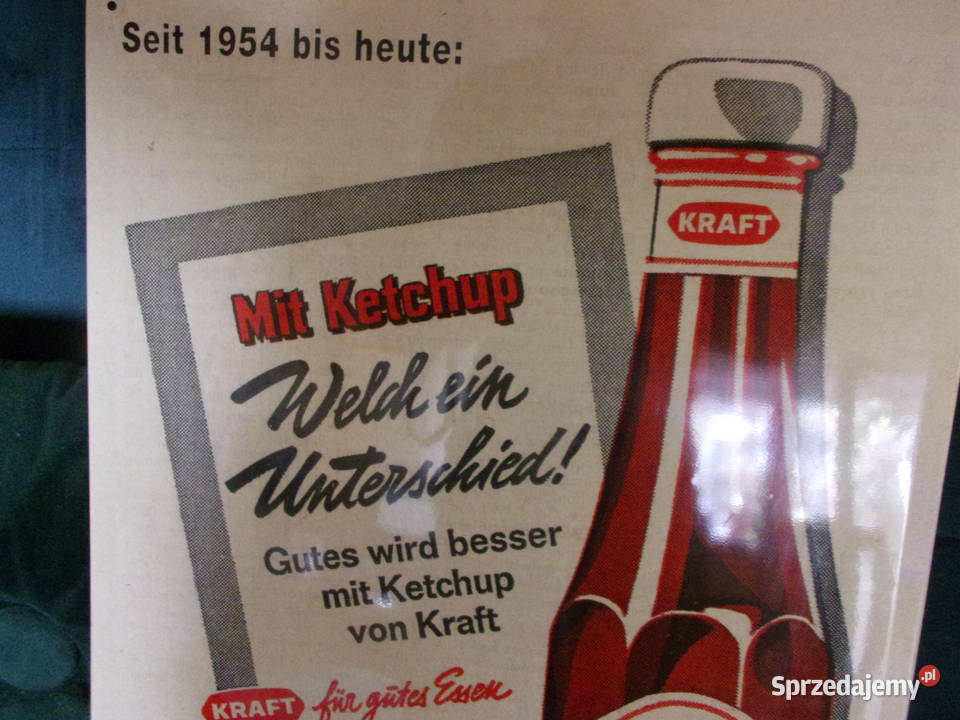 Seit 1954 bis heute:
KRAFT
Mit Ketchup
Welch ein
Unterschied!
Gutes wird besser
mit Ketchup
von Kraft
KRAFT für gutes Essen
Sprzedajemy.pl